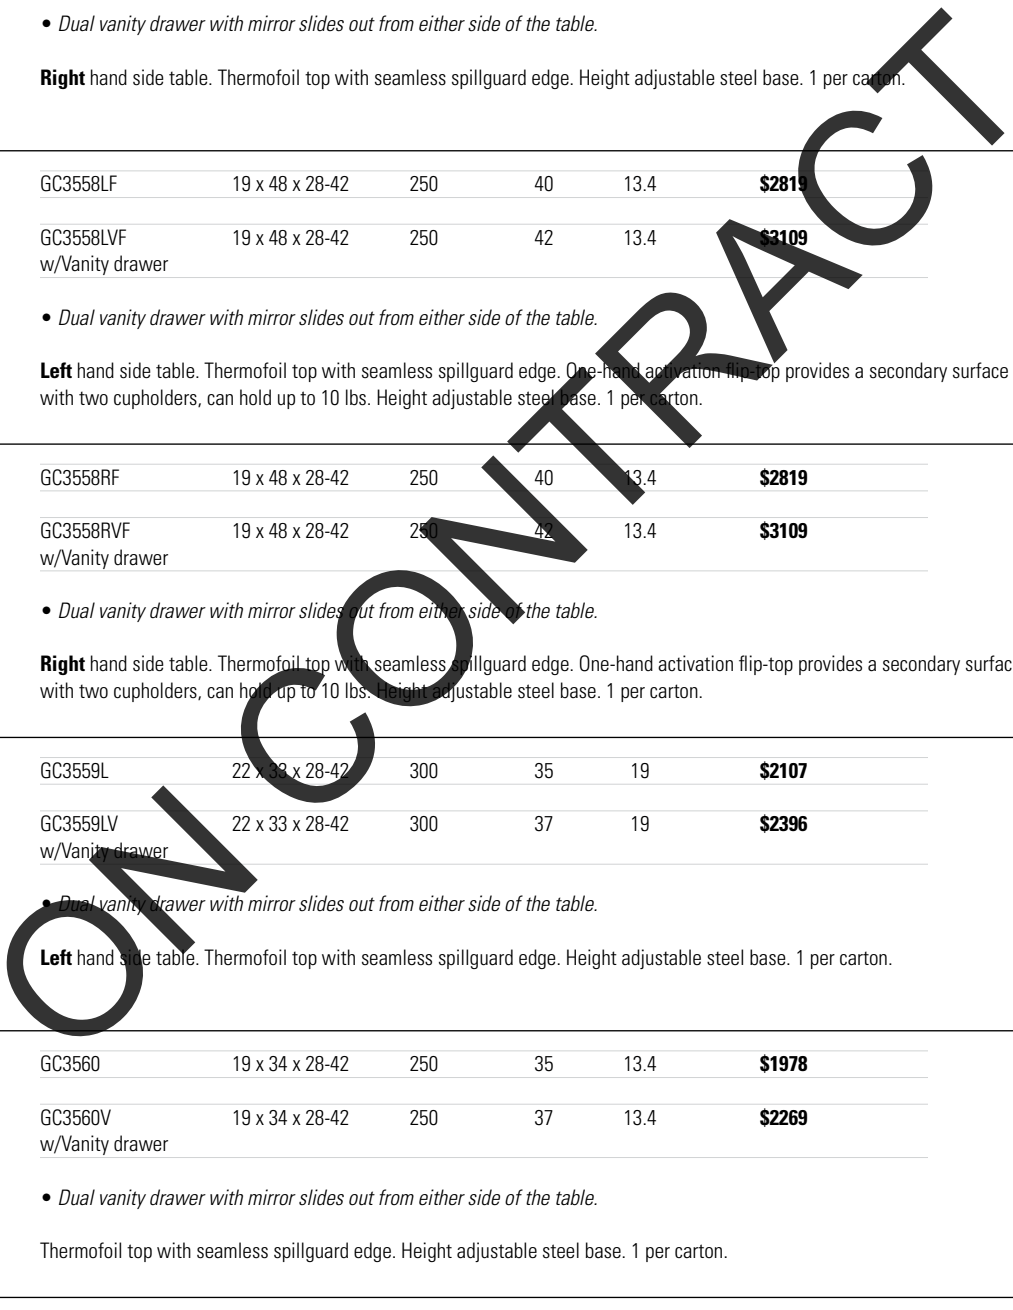 • Dual vanity drawer with mirror slides out from either side of the table.
Right hand side table. Thermofoil top with seamless spillguard edge. Height adjustable steel base. 1 per carton.
GC3558LF 19 x 48 x 28-42 250 40 13.4 $2819
GC3558LVF 19 x 48 x 28-42 250 42 13.4 $3109
w/Vanity drawer
• Dual vanity drawer with mirror slides out from either side of the table.
Left hand side table. Thermofoil top with seamless spillguard edge. One-hand activation flip-top provides a secondary surface
with two cupholders, can hold up to 10 lbs. Height adjustable steel base. 1 per carton.
GC3558RF 19 x 48 x 28-42 250 40 13.4 $2819
GC3558RVF 19 x 48 x 28-42 250 42 13.4 $3109
w/Vanity drawer
• Dual vanity drawer with mirror slides out from either side of the table.
Right hand side table. Thermofoil top with seamless spillguard edge. One-hand activation flip-top provides a secondary surfac
with two cupholders, can hold up to 10 lbs. Height adjustable steel base. 1 per carton.
GC3559L 22 x 33 x 28-42 300 35 19 $2107
GC3559LV 22 x 33 x 28-42 300 37 19 $2396
w/Vanity drawer
• Dual vanity drawer with mirror slides out from either side of the table.
Left hand side table. Thermofoil top with seamless spillguard edge. Height adjustable steel base. 1 per carton.
GC3560 19 x 34 x 28-42 250 35 13.4 $1978
GC3560V 19 x 34 x 28-42 250 37 13.4 $2269
w/Vanity drawer
• Dual vanity drawer with mirror slides out from either side of the table.
Thermofoil top with seamless spillguard edge. Height adjustable steel base. 1 per carton.
ON CONTRACT